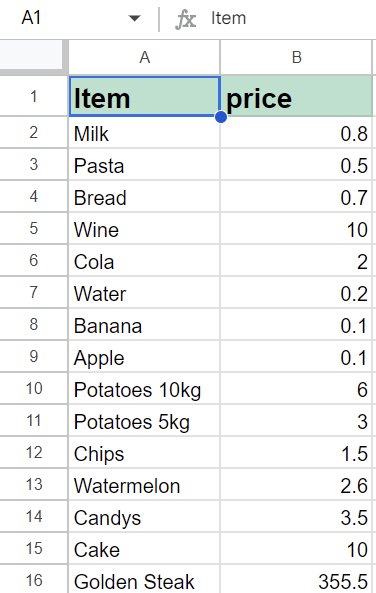 A1 fx Item
A B
1 Item price
2 Milk 0.8
3 Pasta 0.5
4 Bread 0.7
5 Wine 10
6 Cola 2
7 Water 0.2
8 Banana 0.1
9 Apple 0.1
10 Potatoes 10kg 6
11 Potatoes 5kg 3
12 Chips 1.5
13 Watermelon 2.6
14 Candys 3.5
15 Cake 10
16 Golden Steak 355.5